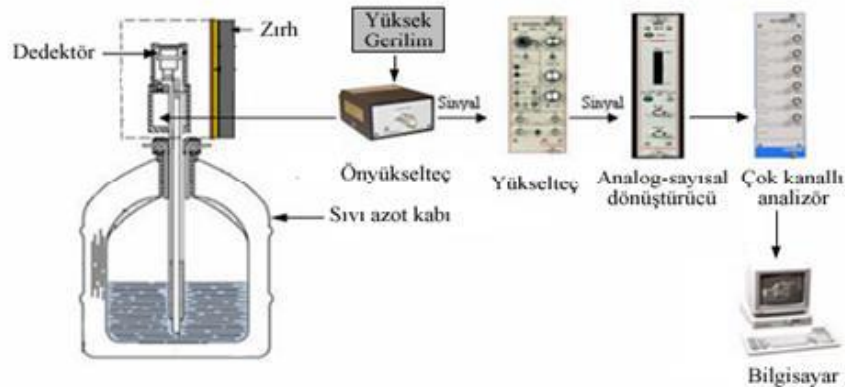 Yüksek
Gerilim
Zırh
Dedektör
Sinyal
Sinyal
Önyükselteç
Yükselteç
Analog-sayısal
dönüştürücü
Çok kanallı
analizör
Sıvı azot kabı
Bilgisayar